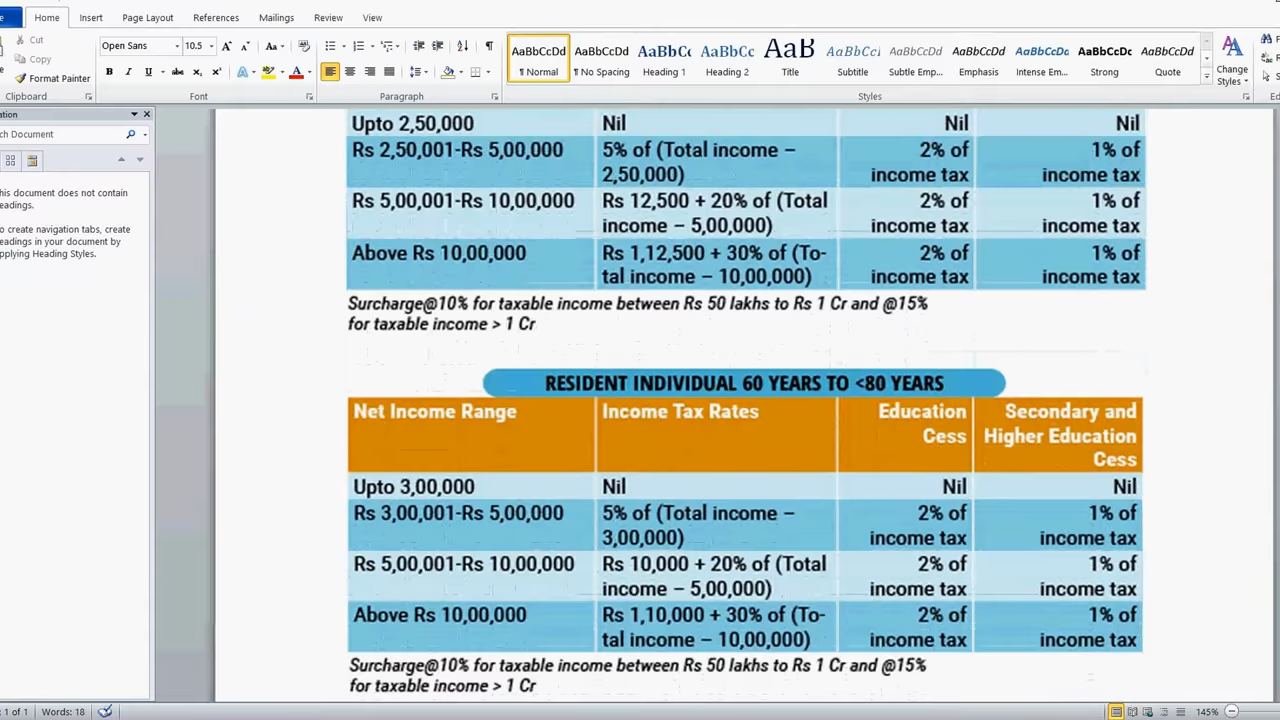 Home Insert Page Layout References Mailings Review View
Cut
Copy
Format Painter
Open Sans 10.5
AaBbCcDd AaBbCcDd AaBbCc AaBbCc AaB AaBbCcDd AaBbCcDd AaBbCcDd AaBbCcDd AaBbCcDd AaBbCcDd
¶ Normal ¶ No Spacing Heading 1 Heading 2 Title Subtitle Subtle Emp... Emphasis Intense Em... Strong Quote
Change
Styles
Clipboard Font Paragraph Styles
ation
ch Document
his document does not contain
eadings.
o create navigation tabs, create
eadings in your document by
pplying Heading Styles.
Upto 2,50,000 Nil Nil Nil
Rs 2,50,001-Rs 5,00,000 5% of (Total income – 2% of 1% of
2,50,000) income tax income tax
Rs 5,00,001-Rs 10,00,000 Rs 12,500 + 20% of (Total 2% of 1% of
income – 5,00,000) income tax income tax
Above Rs 10,00,000 Rs 1,12,500 + 30% of (To- 2% of 1% of
tal income – 10,00,000) income tax income tax
Surcharge@10% for taxable income between Rs 50 lakhs to Rs 1 Cr and @15%
for taxable income > 1 Cr
RESIDENT INDIVIDUAL 60 YEARS TO <80 YEARS
Net Income Range Income Tax Rates Education Secondary and
Cess Higher Education
Cess
Upto 3,00,000 Nil Nil Nil
Rs 3,00,001-Rs 5,00,000 5% of (Total income – 2% of 1% of
3,00,000) income tax income tax
Rs 5,00,001-Rs 10,00,000 Rs 10,000 + 20% of (Total 2% of 1% of
income – 5,00,000) income tax income tax
Above Rs 10,00,000 Rs 1,10,000 + 30% of (To- 2% of 1% of
tal income – 10,00,000) income tax income tax
Surcharge@10% for taxable income between Rs 50 lakhs to Rs 1 Cr and @15%
for taxable income > 1 Cr
: 1 of 1 Words: 18 145%